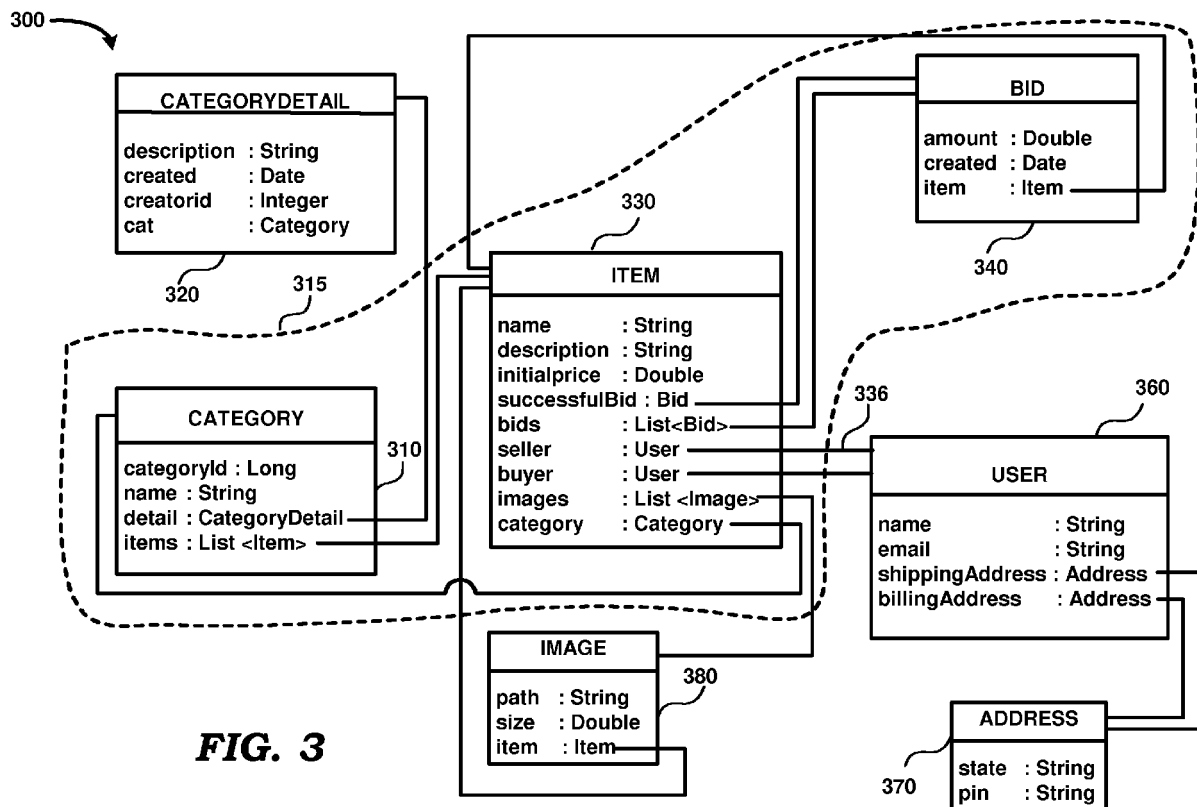 300
CATEGORYDETAIL
description : String
created : Date
creatorid : Integer
cat : Category
320
315
BID
amount : Double
created : Date
item : Item
340
330
ITEM
name : String
description : String
initialprice : Double
successfulBid : Bid
bids : List<Bid>
seller : User
buyer : User
images : List <Image>
category : Category
CATEGORY
categoryId : Long
name : String
detail : CategoryDetail
items : List <Item>
310
336
360
USER
name : String
email : String
shippingAddress : Address
billingAddress : Address
IMAGE
path : String
size : Double
item : Item
380
ADDRESS
state : String
pin : String
370
FIG. 3